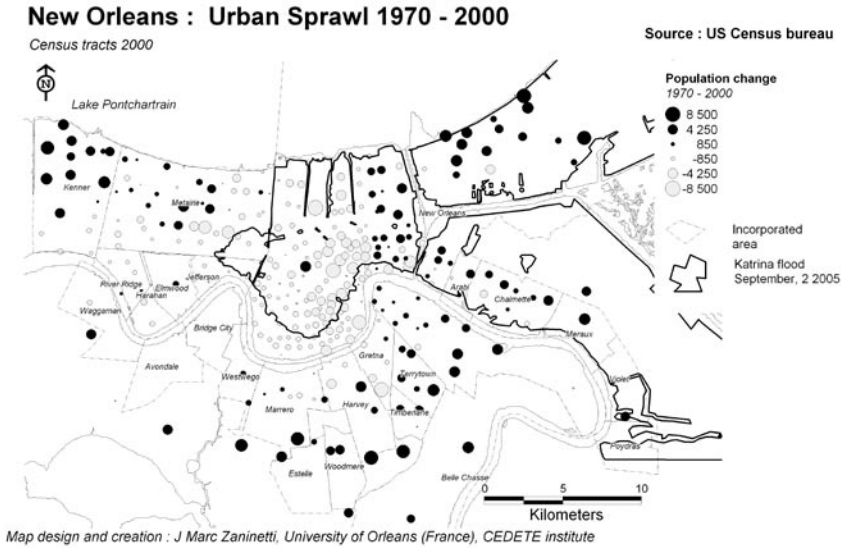 New Orleans : Urban Sprawl 1970 - 2000
Census tracts 2000
Source : US Census bureau
N
Lake Pontchartrain
Population change
1970 - 2000
8 500
4 250
850
-850
-4 250
-8 500
Incorporated
area
Katrina flood
September, 2 2005
Kenner
Metairie
New Orleans
River Ridge
Harahan
Elmwood
Jefferson
Waggaman
Bridge City
Avondale
Westwego
Marrero
Harvey
Gretna
Terrytown
Timberlane
Estelle
Woodmere
Belle Chasse
Arabi
Chalmette
Meraux
Violet
Poydras
0 5 10
Kilometers
Map design and creation : J Marc Zaninetti, University of Orleans (France), CEDETE institute